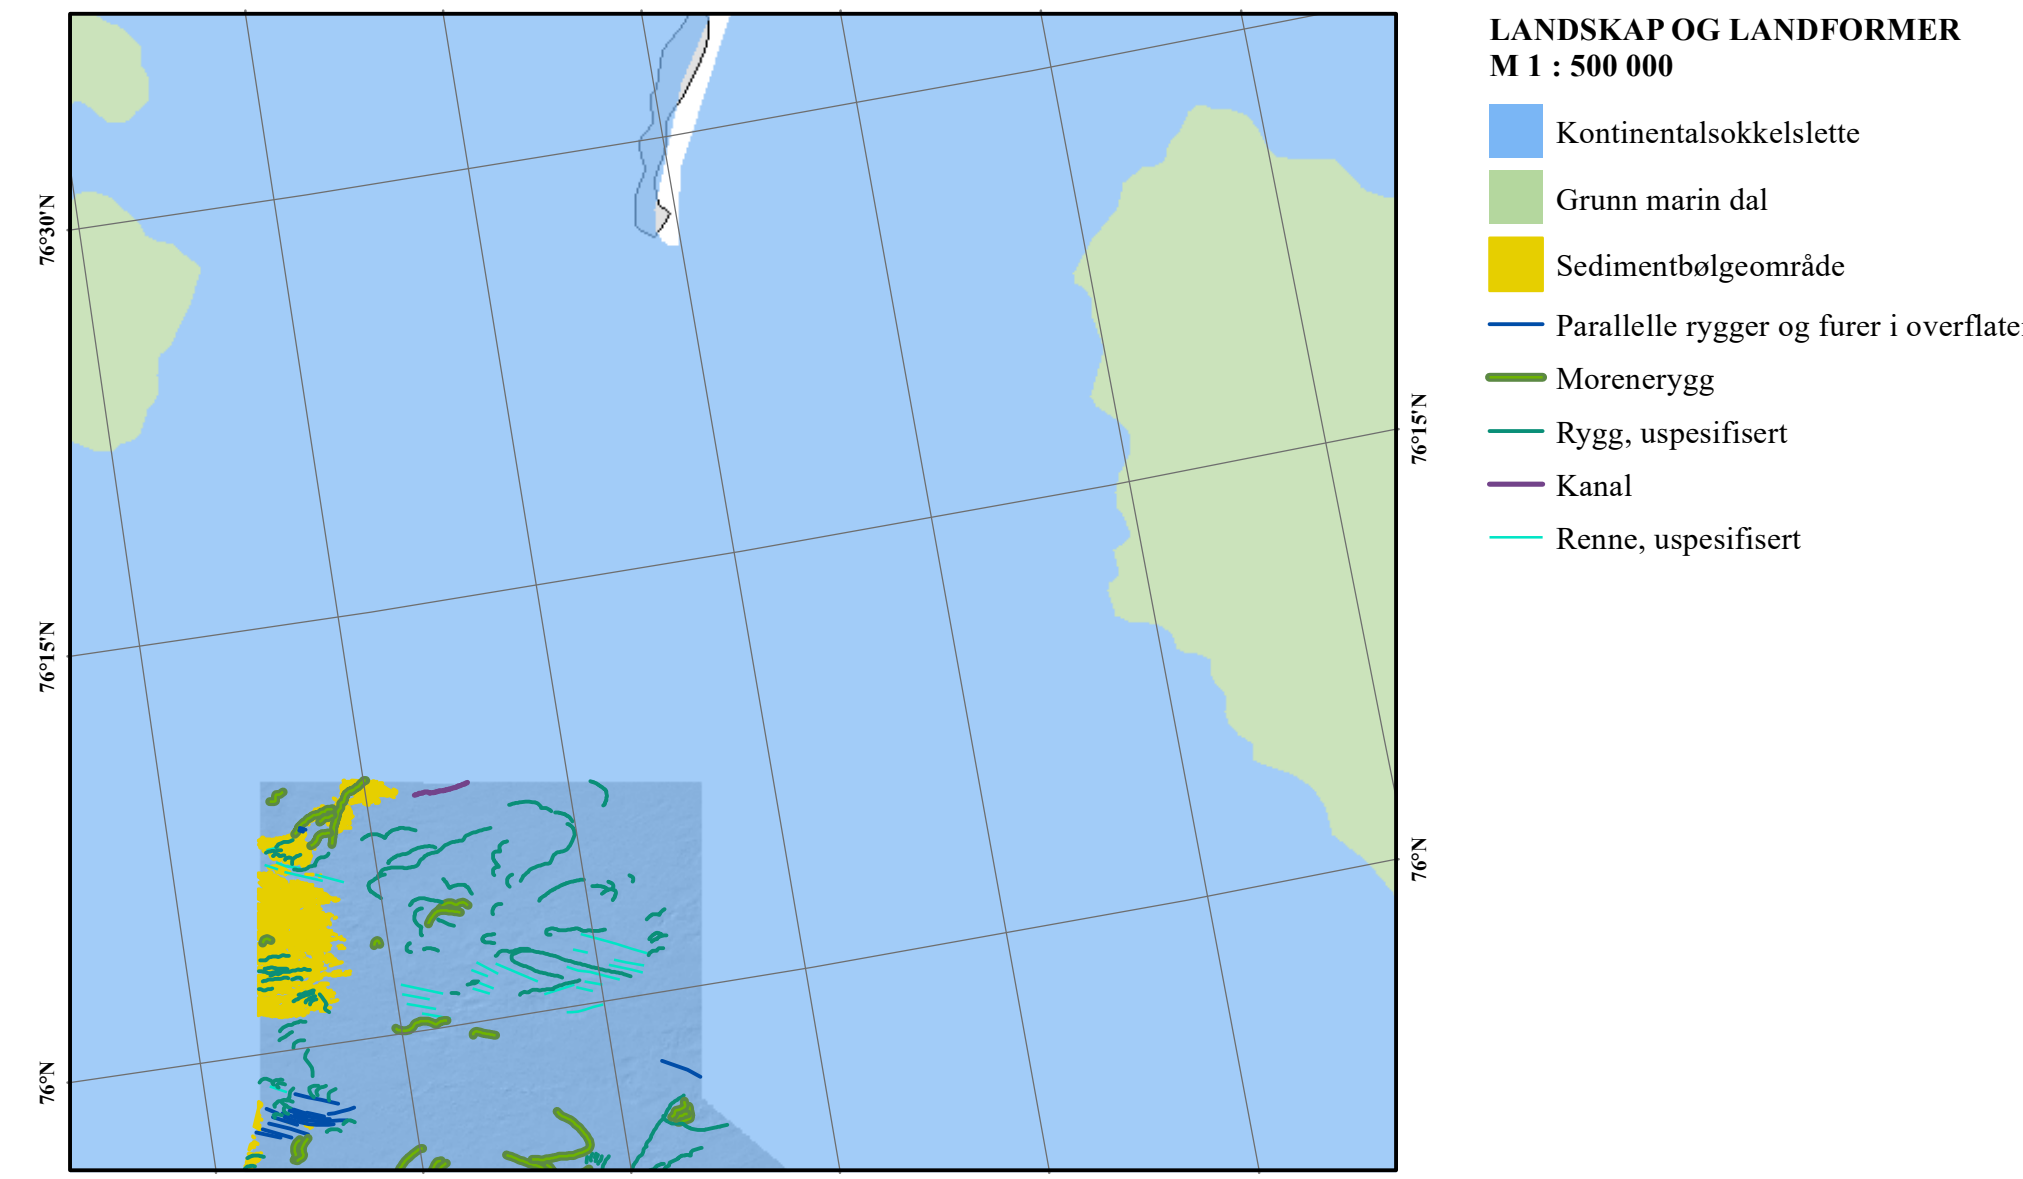 LANDSKAP OG LANDFORMER
M 1 : 500 000
Kontinentalsokkelslette
Grunn marin dal
Sedimentbølgeområde
Parallelle rygger og furer i overflaten
Morenerygg
Rygg, uspesifisert
Kanal
Renne, uspesifisert
76°30'N
76°15'N
76°N
76°15'N
76°N